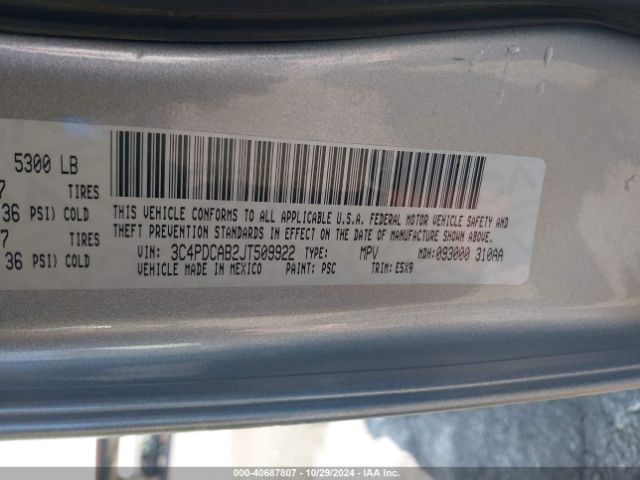 5300 LB
7 TIRES
36 PSI) COLD
7 TIRES
36 PSI) COLD
THIS VEHICLE CONFORMS TO ALL APPLICABLE U.S.A. FEDERAL MOTOR VEHICLE SAFETY AND
THEFT PREVENTION STANDARDS IN EFFECT ON THE DATE OF MANUFACTURE SHOWN ABOVE.
VIN: 3C4PDCAB2JT509922 TYPE: MPV MDH: 093000 310AA
VEHICLE MADE IN MEXICO PAINT: PSC TRIM: E5X9
000-40687807 - 10/29/2024 - IAA Inc.